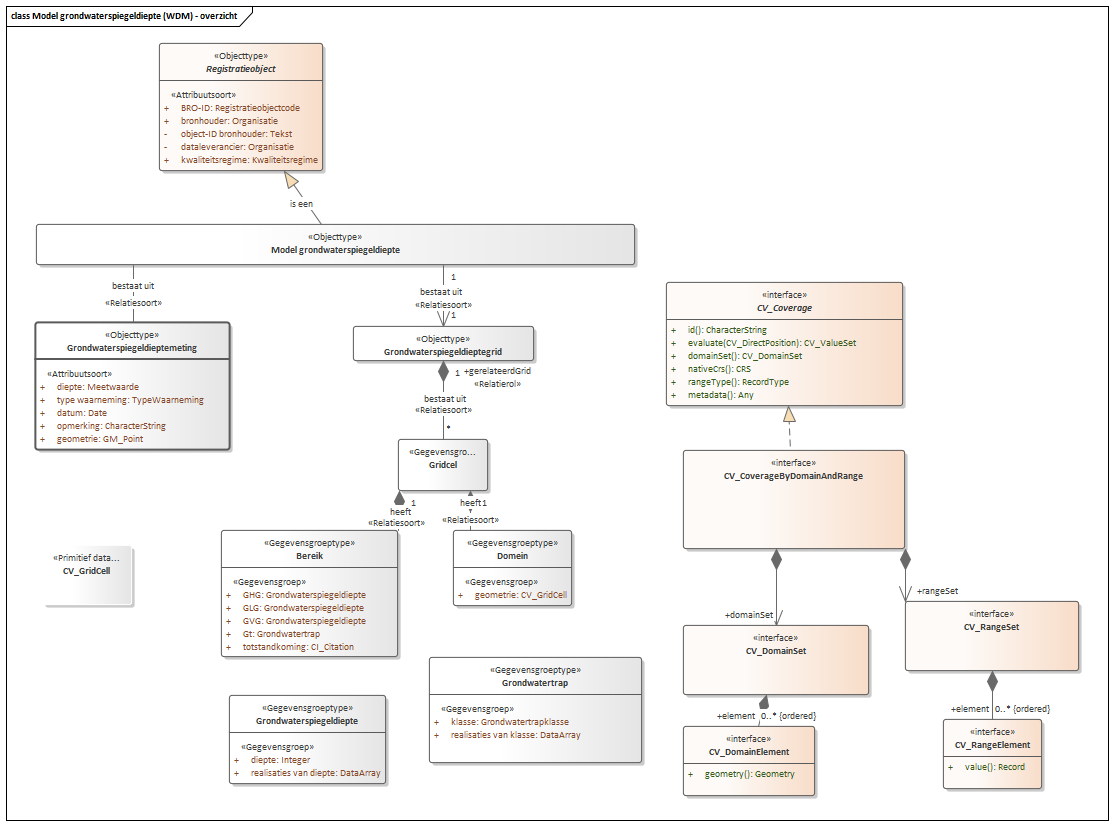 class Model grondwaterspiegeldiepte (WDM) - overzicht
«Objecttype»
Registratieobject
«Attribuutsoort»
+ BRO-ID: Registratieobjectcode
+ bronhouder: Organisatie
- object-ID bronhouder: Tekst
- dataleverancier: Organisatie
+ kwaliteitsregime: Kwaliteitsregime
is een
«Objecttype»
Model grondwaterspiegeldiepte
bestaat uit
«Relatiesoort»
1
bestaat uit
«Relatiesoort»
1
«Objecttype»
Grondwaterspiegeldieptemeting
«Attribuutsoort»
+ diepte: Meetwaarde
+ type waarneming: TypeWaarneming
+ datum: Date
+ opmerking: CharacterString
+ geometrie: GM_Point
«Objecttype»
Grondwaterspiegeldieptegrid
1 +gerelateerdGrid
«Relatierol»
bestaat uit
«Relatiesoort»
*
«Gegevensgro...
Gridcel
1
heeft
«Relatiesoort»
heeft 1
«Relatiesoort»
«Gegevensgroeptype»
Bereik
«Gegevensgroep»
+ GHG: Grondwaterspiegeldiepte
+ GLG: Grondwaterspiegeldiepte
+ GVG: Grondwaterspiegeldiepte
+ Gt: Grondwatertrap
+ totstandkoming: CI_Citation
«Gegevensgroeptype»
Domein
«Gegevensgroep»
+ geometrie: CV_GridCell
«Primitief data...
CV_GridCell
«Gegevensgroeptype»
Grondwatertrap
«Gegevensgroep»
+ klasse: Grondwatertrapklasse
+ realisaties van klasse: DataArray
«Gegevensgroeptype»
Grondwaterspiegeldiepte
«Gegevensgroep»
+ diepte: Integer
+ realisaties van diepte: DataArray
«interface»
CV_Coverage
+ id(): CharacterString
+ evaluate(CV_DirectPosition): CV_ValueSet
+ domainSet(): CV_DomainSet
+ nativeCrs(): CRS
+ rangeType(): RecordType
+ metadata(): Any
«interface»
CV_CoverageByDomainAndRange
+domainSet
+rangeSet
«interface»
CV_DomainSet
«interface»
CV_RangeSet
+element 0..* {ordered}
+element 0..* {ordered}
«interface»
CV_DomainElement
+ geometry(): Geometry
«interface»
CV_RangeElement
+ value(): Record